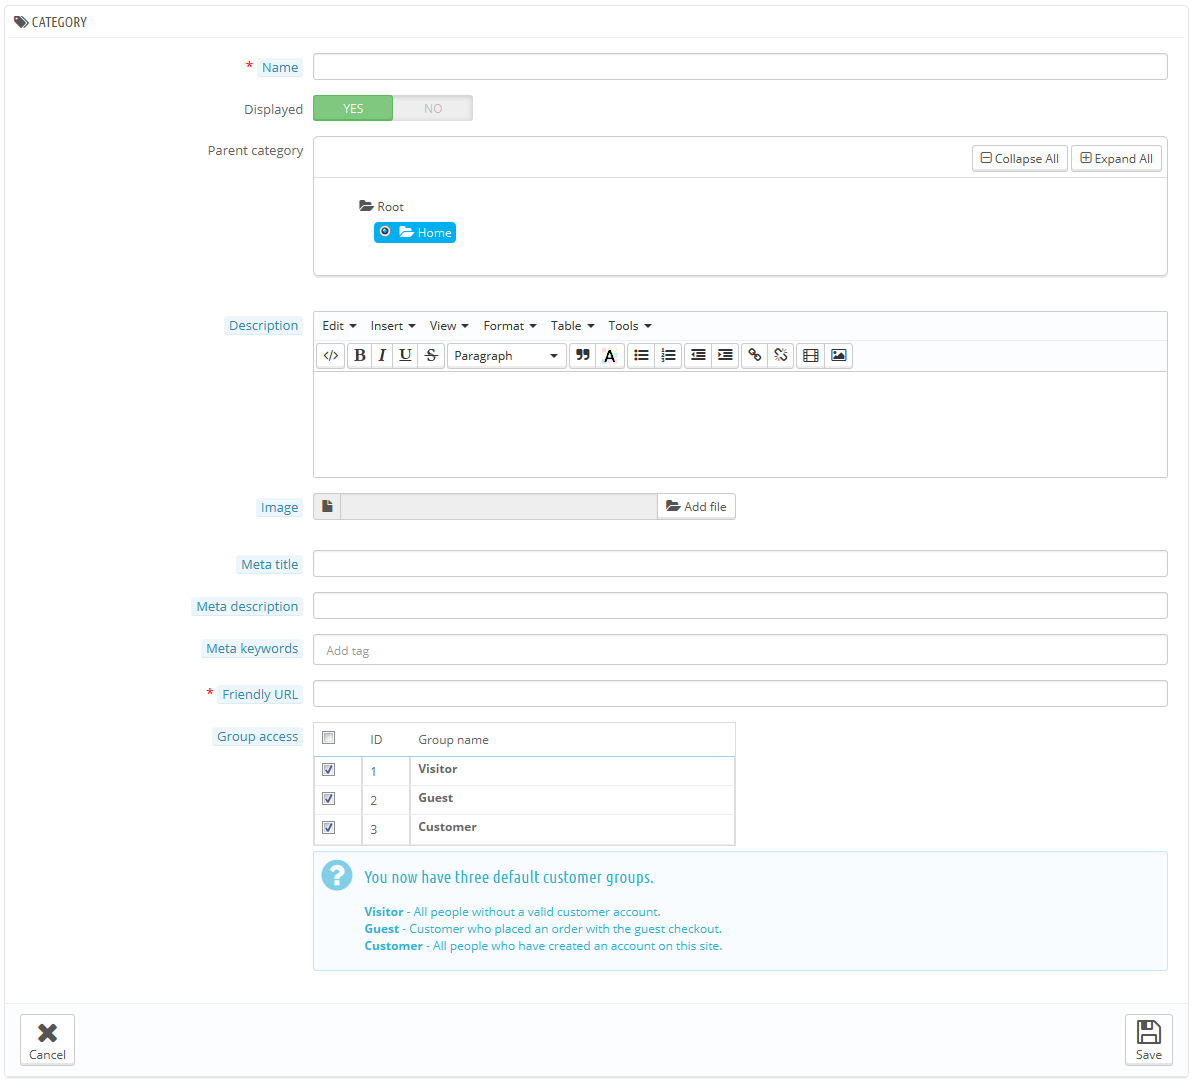 CATEGORY
* Name
Displayed YES NO
Parent category
Collapse All Expand All
Root
Home
Description
Edit Insert View Format Table Tools
</> B I U S Paragraph ” A
Image Add file
Meta title
Meta description
Meta keywords Add tag
* Friendly URL
Group access
ID Group name
1 Visitor
2 Guest
3 Customer
? You now have three default customer groups.
Visitor - All people without a valid customer account.
Guest - Customer who placed an order with the guest checkout.
Customer - All people who have created an account on this site.
Cancel Save